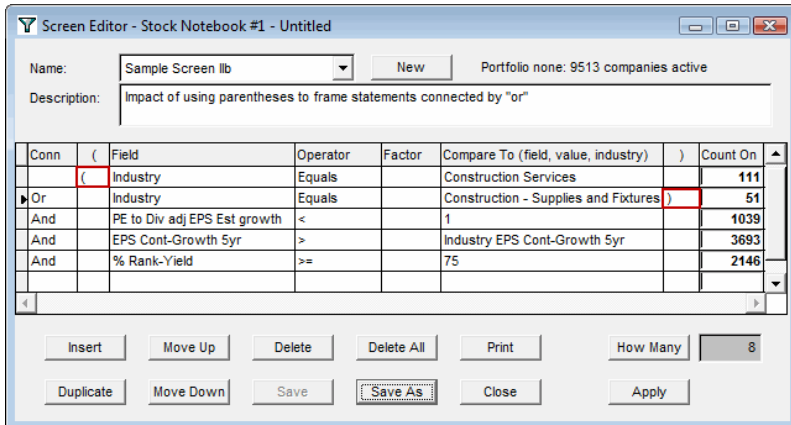 Screen Editor - Stock Notebook #1 - Untitled
Name: Sample Screen IIb New Portfolio none: 9513 companies active
Description: Impact of using parentheses to frame statements connected by "or"
Conn ( Field Operator Factor Compare To (field, value, industry) ) Count On
( Industry Equals Construction Services 111
Or Industry Equals Construction - Supplies and Fixtures ) 51
And PE to Div adj EPS Est growth < 1 1039
And EPS Cont-Growth 5yr > Industry EPS Cont-Growth 5yr 3693
And % Rank-Yield >= 75 2146
Insert Move Up Delete Delete All Print How Many 8
Duplicate Move Down Save Save As Close Apply